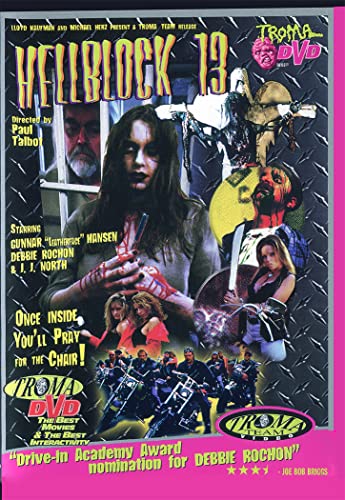 LLOYD KAUFMAN AND MICHAEL HERZ PRESENT A TROMA TEAM RELEASE
TROMA
DVD
HELLBLOCK 13
DIRECTED BY
PAUL
TALBOT
STARRING
GUNNAR "LEATHERFACE" HANSEN
DEBBIE ROCHON
& J. J. NORTH
ONCE INSIDE,
YOU'LL PRAY
FOR THE CHAIR!
TROMA
DVD
THE BEST
MOVIES
& THE BEST
INTERACTIVITY
TROMA
TEAM
VIDEO
"DRIVE-IN ACADEMY AWARD
NOMINATION FOR DEBBIE ROCHON"
- JOE BOB BRIGGS